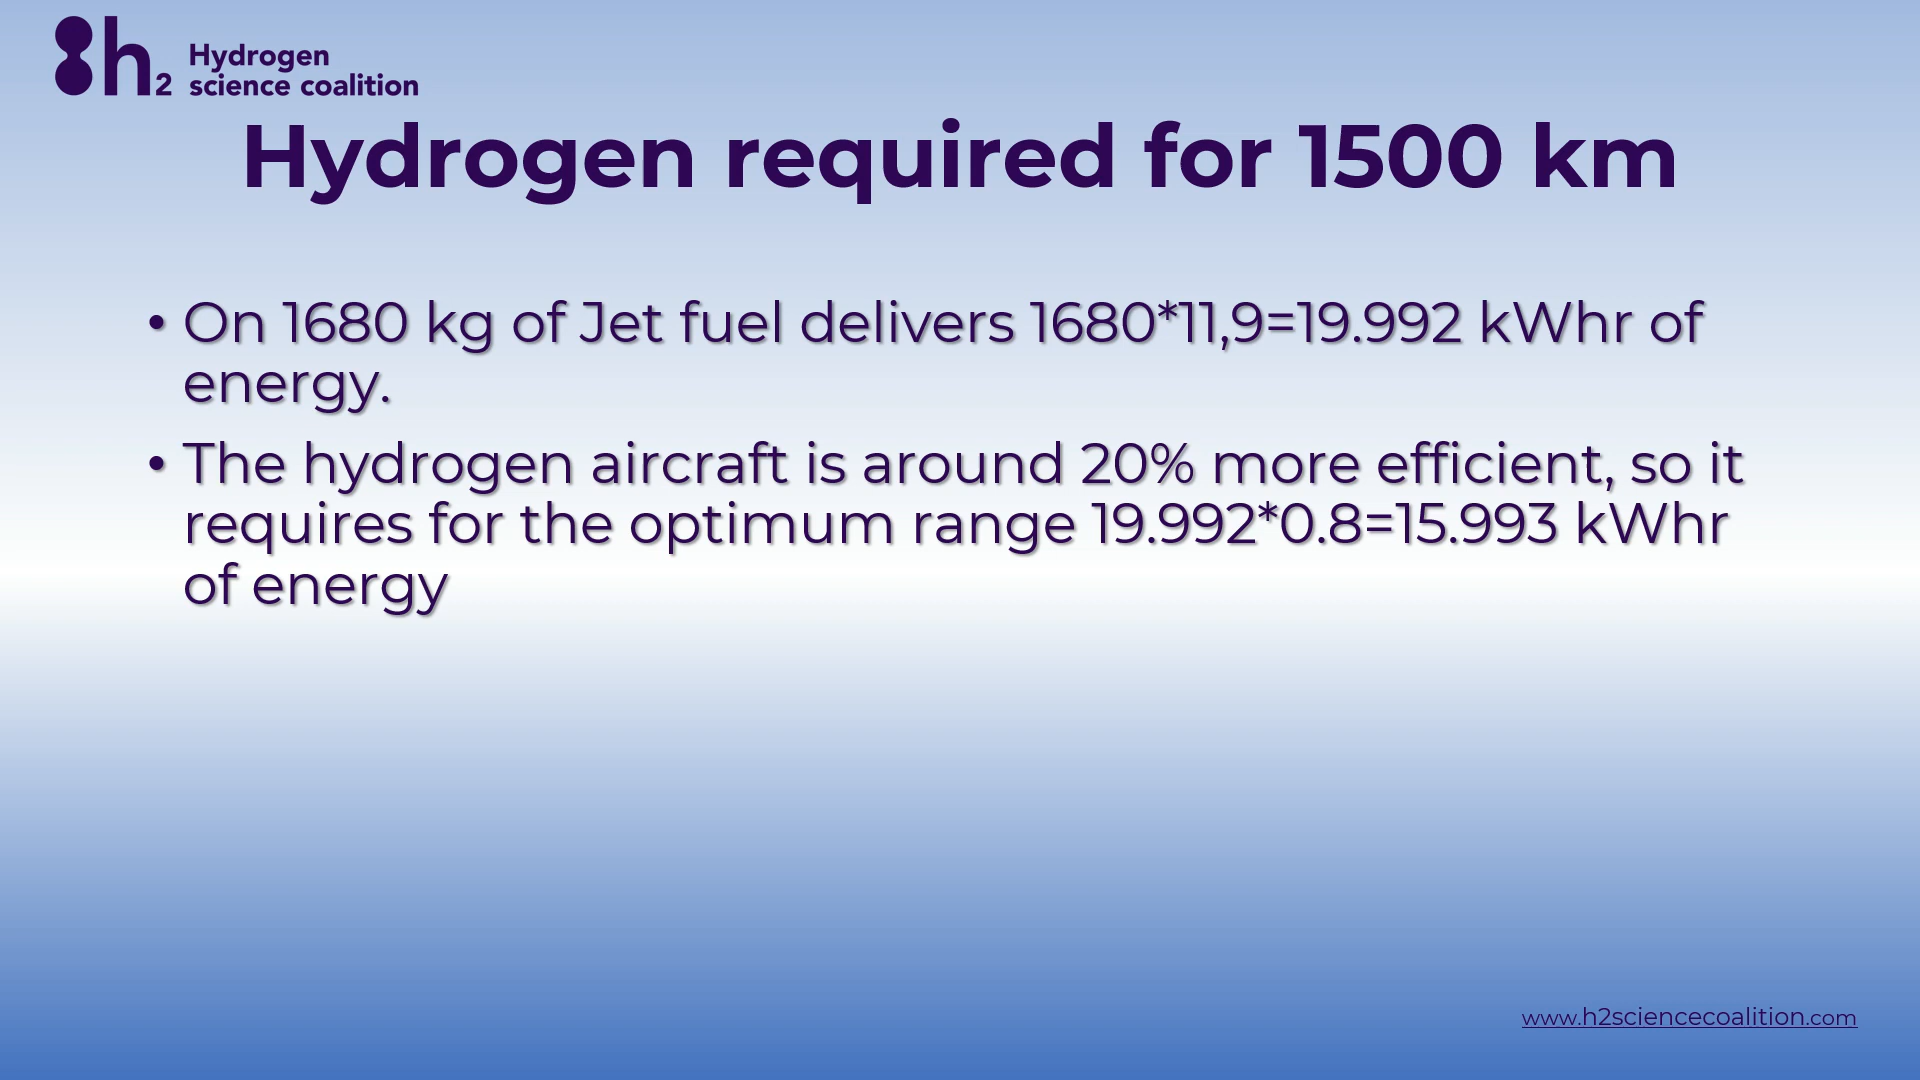 h2
Hydrogen
science coalition
Hydrogen required for 1500 km
• On 1680 kg of Jet fuel delivers 1680*11,9=19.992 kWhr of
energy.
• The hydrogen aircraft is around 20% more efficient, so it
requires for the optimum range 19.992*0.8=15.993 kWhr
of energy
www.h2sciencecoalition.com